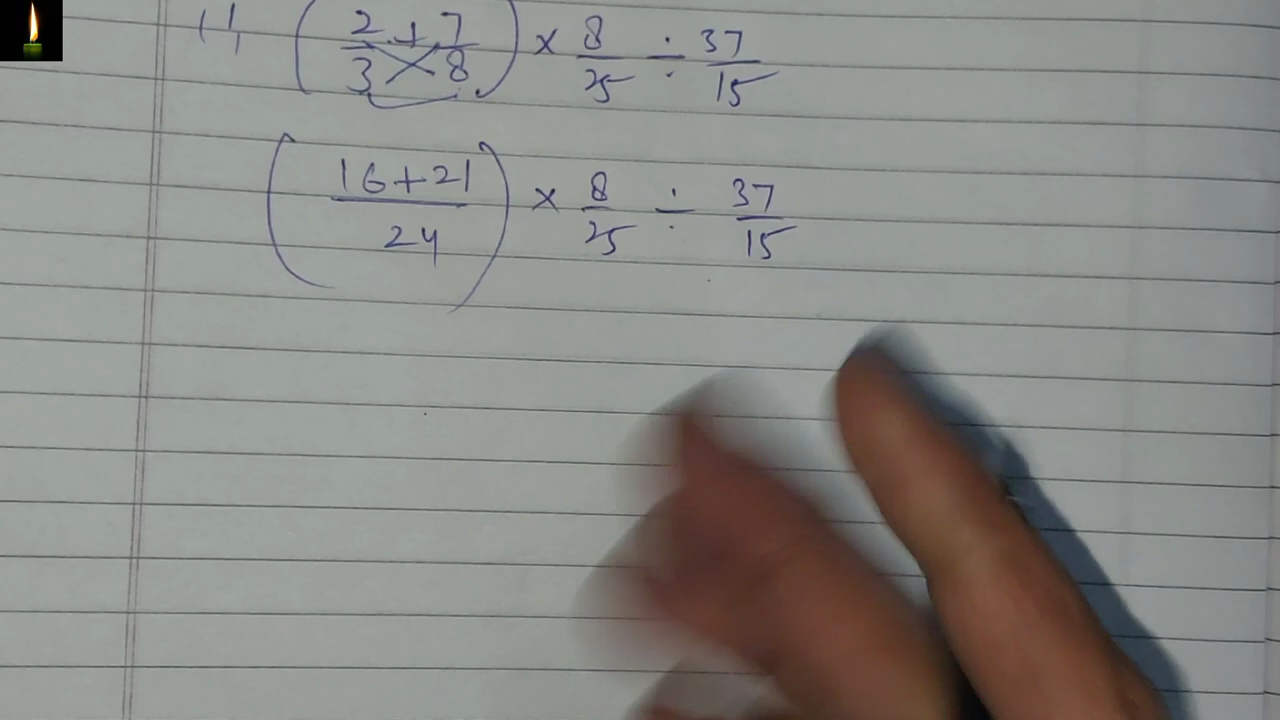 11) (2/3 + 7/8) × 8/25 ÷ 37/15
((16+21)/24) × 8/25 ÷ 37/15